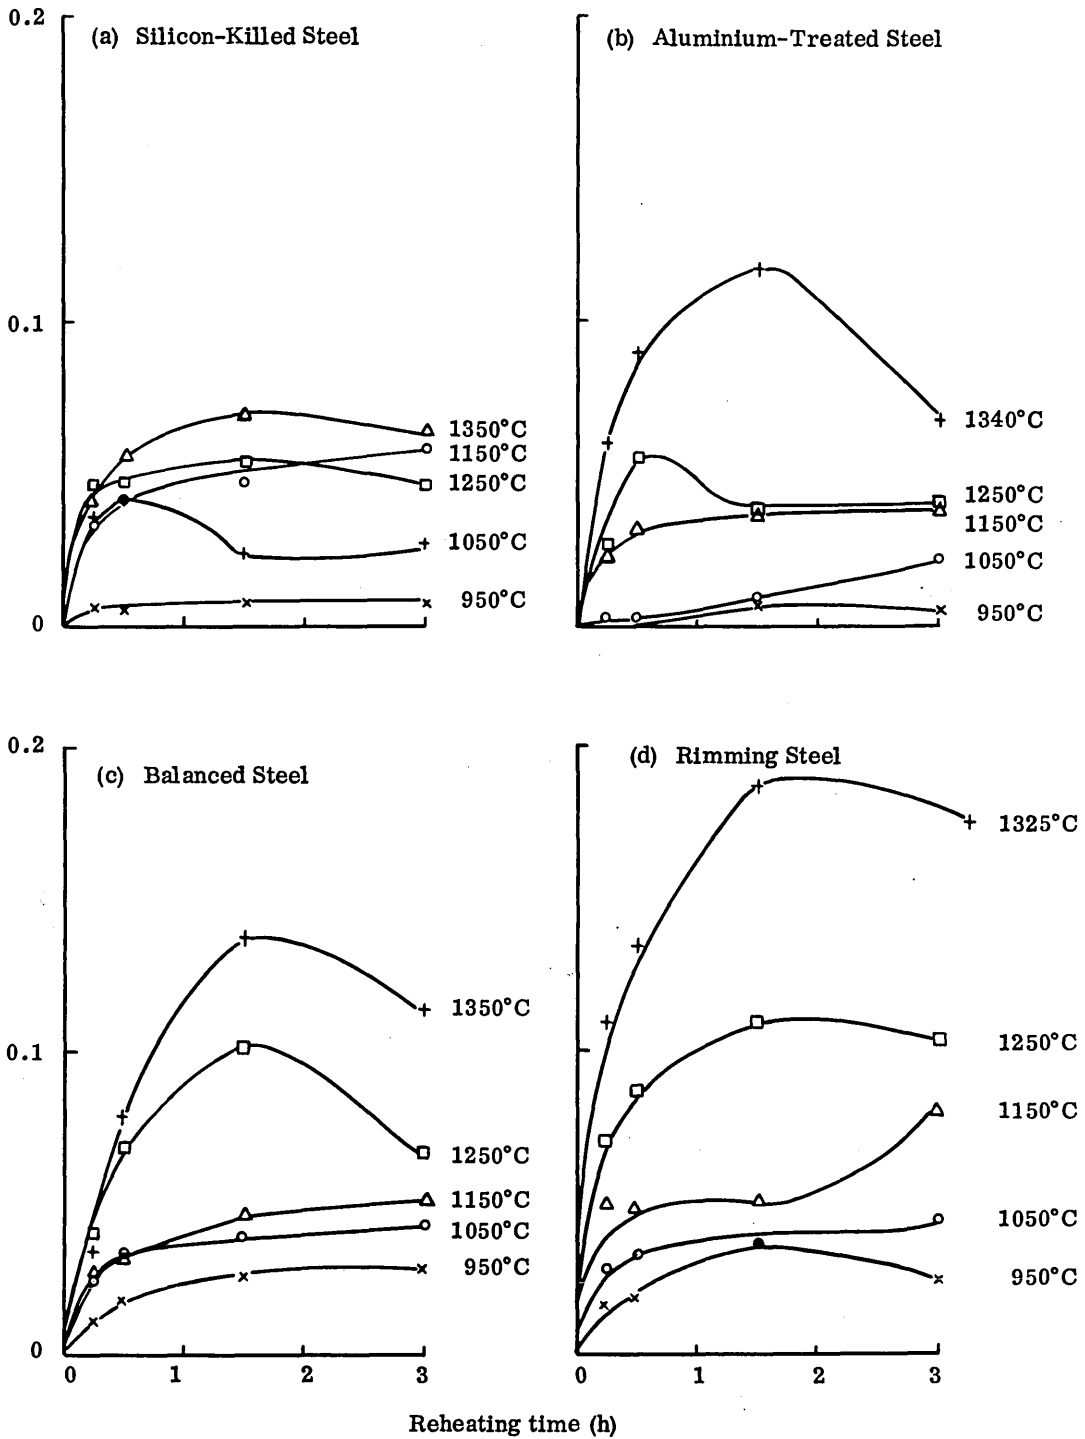 0.2
(a) Silicon-Killed Steel
(b) Aluminium-Treated Steel
0.1
1350°C
1150°C
1250°C
1050°C
950°C
0
1340°C
1250°C
1150°C
1050°C
950°C
0.2
(c) Balanced Steel
(d) Rimming Steel
0.1
1350°C
1250°C
1150°C
1050°C
950°C
0
1325°C
1250°C
1150°C
1050°C
950°C
0 1 2 3
0 1 2 3
Reheating time (h)